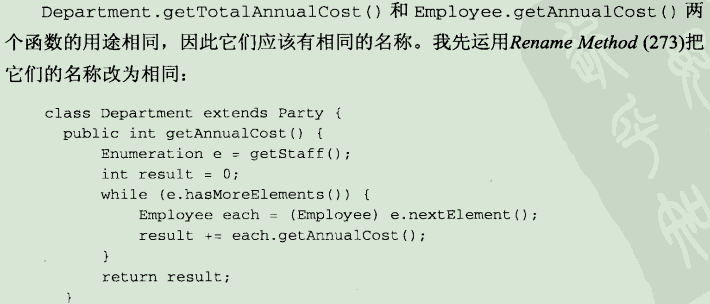 Department.getTotalAnnualCost() 和 Employee.getAnnualCost() 两
个函数的用途相同，因此它们应该有相同的名称。我先运用Rename Method (273)把
它们的名称改为相同：
class Department extends Party {
public int getAnnualCost() {
Enumeration e = getStaff();
int result = 0;
while (e.hasMoreElements()) {
Employee each = (Employee) e.nextElement();
result += each.getAnnualCost();
}
return result;
}